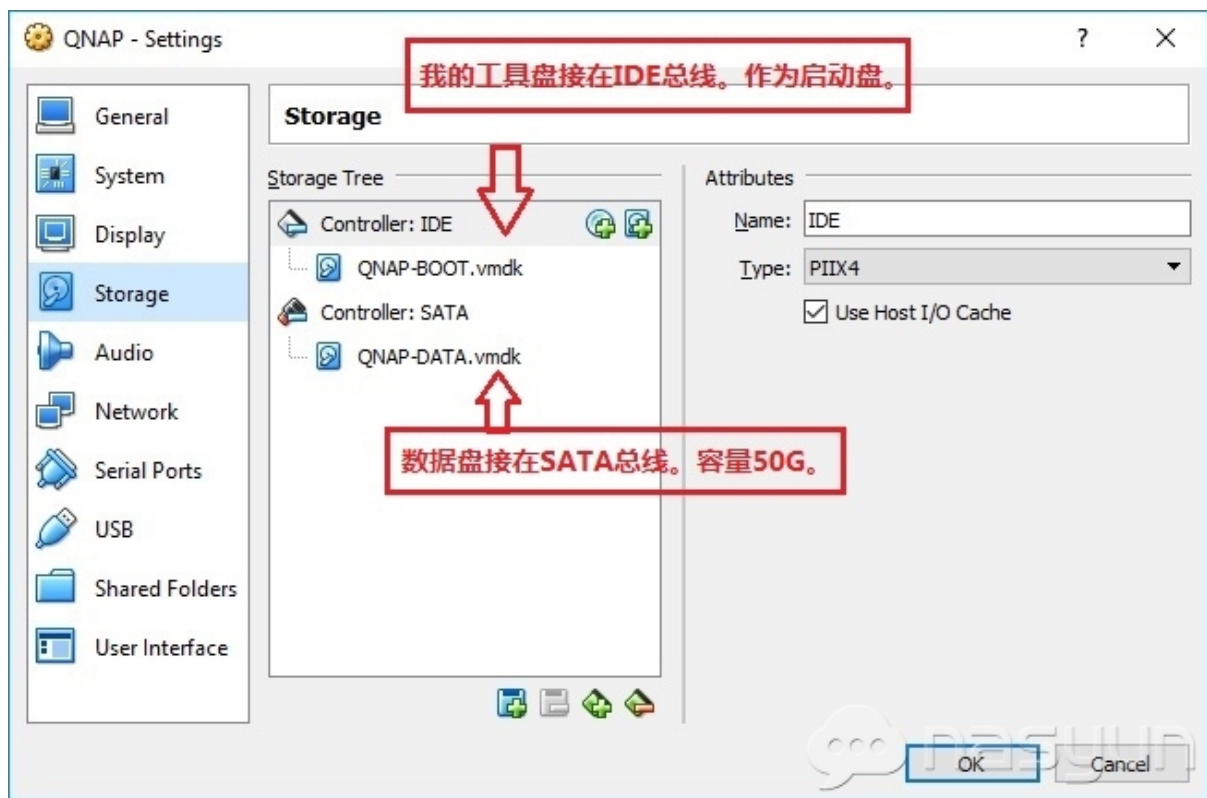 QNAP - Settings
?
我的工具盘接在IDE总线。作为启动盘。
General
System
Display
Storage
Audio
Network
Serial Ports
USB
Shared Folders
User Interface
Storage
Storage Tree
Controller: IDE
QNAP-BOOT.vmdk
Controller: SATA
QNAP-DATA.vmdk
数据盘接在SATA总线。容量50G。
Attributes
Name: IDE
Type: PIIX4
Use Host I/O Cache
nasyun
OK
Cancel